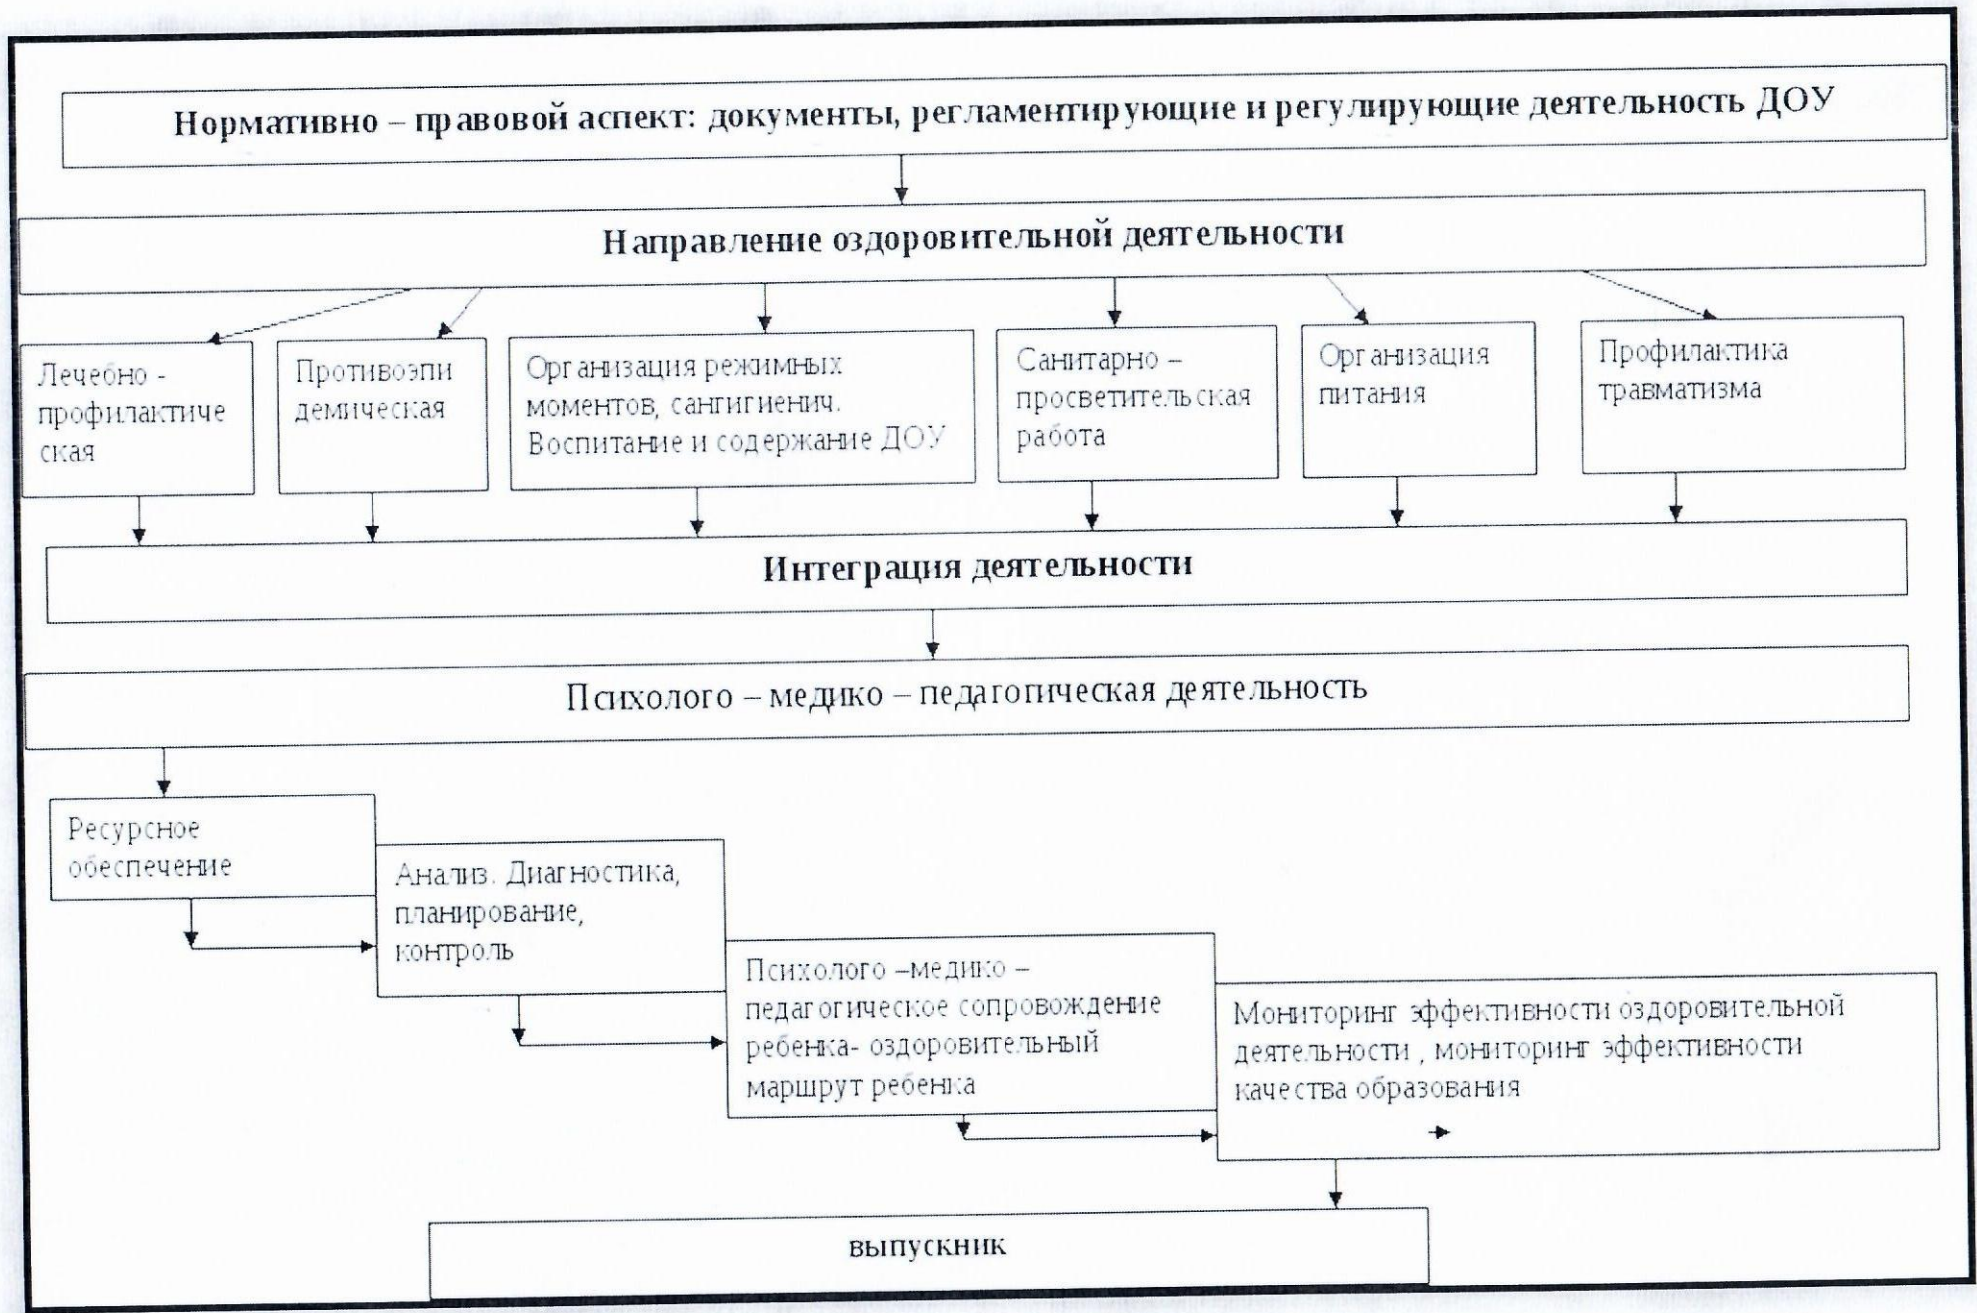 Нормативно – правовой аспект: документы, регламентирующие и регулирующие деятельность ДОУ
Направление оздоровительной деятельности
Лечебно -
профилактиче
ская
Противоэпи
демическая
Организация режимных
моментов, сангигиенич.
Воспитание и содержание ДОУ
Санитарно –
просветительская
работа
Организация
питания
Профилактика
травматизма
Интеграция деятельности
Психолого – медико – педагогическая деятельность
Ресурсное
обеспечение
Анализ. Диагностика,
планирование,
контроль
Психолого –медико –
педагогическое сопровождение
ребенка- оздоровительный
маршрут ребенка
Мониторинг эффективности оздоровительной
деятельности , мониторинг эффективности
качества образования
выпускник